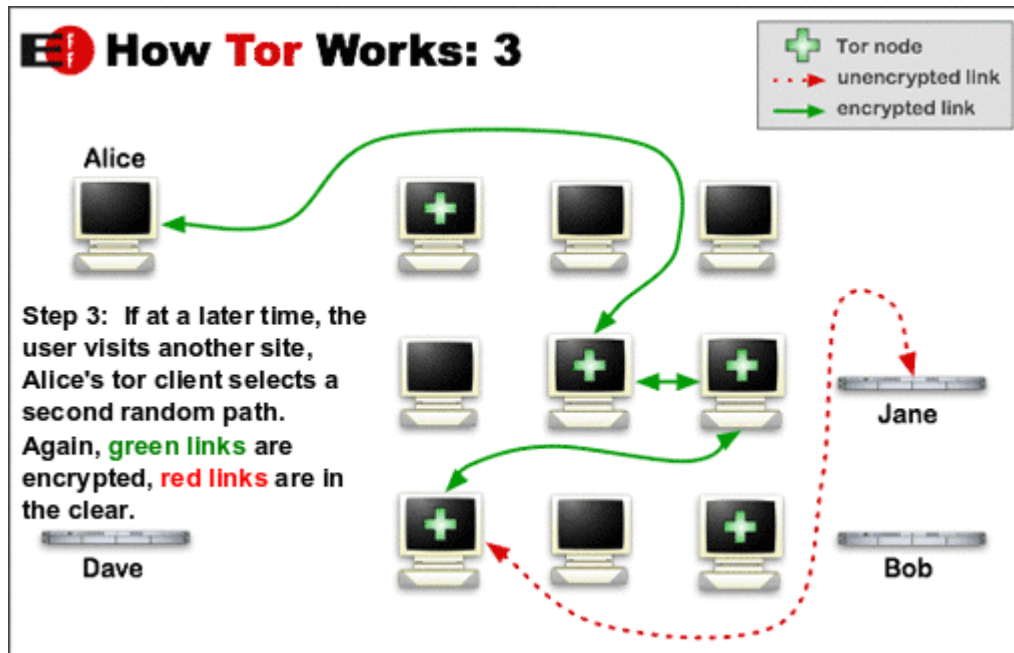 EFF How Tor Works: 3
Tor node
unencrypted link
encrypted link
Alice
Step 3: If at a later time, the
user visits another site,
Alice's tor client selects a
second random path.
Again, green links are
encrypted, red links are in
the clear.
Jane
Dave
Bob